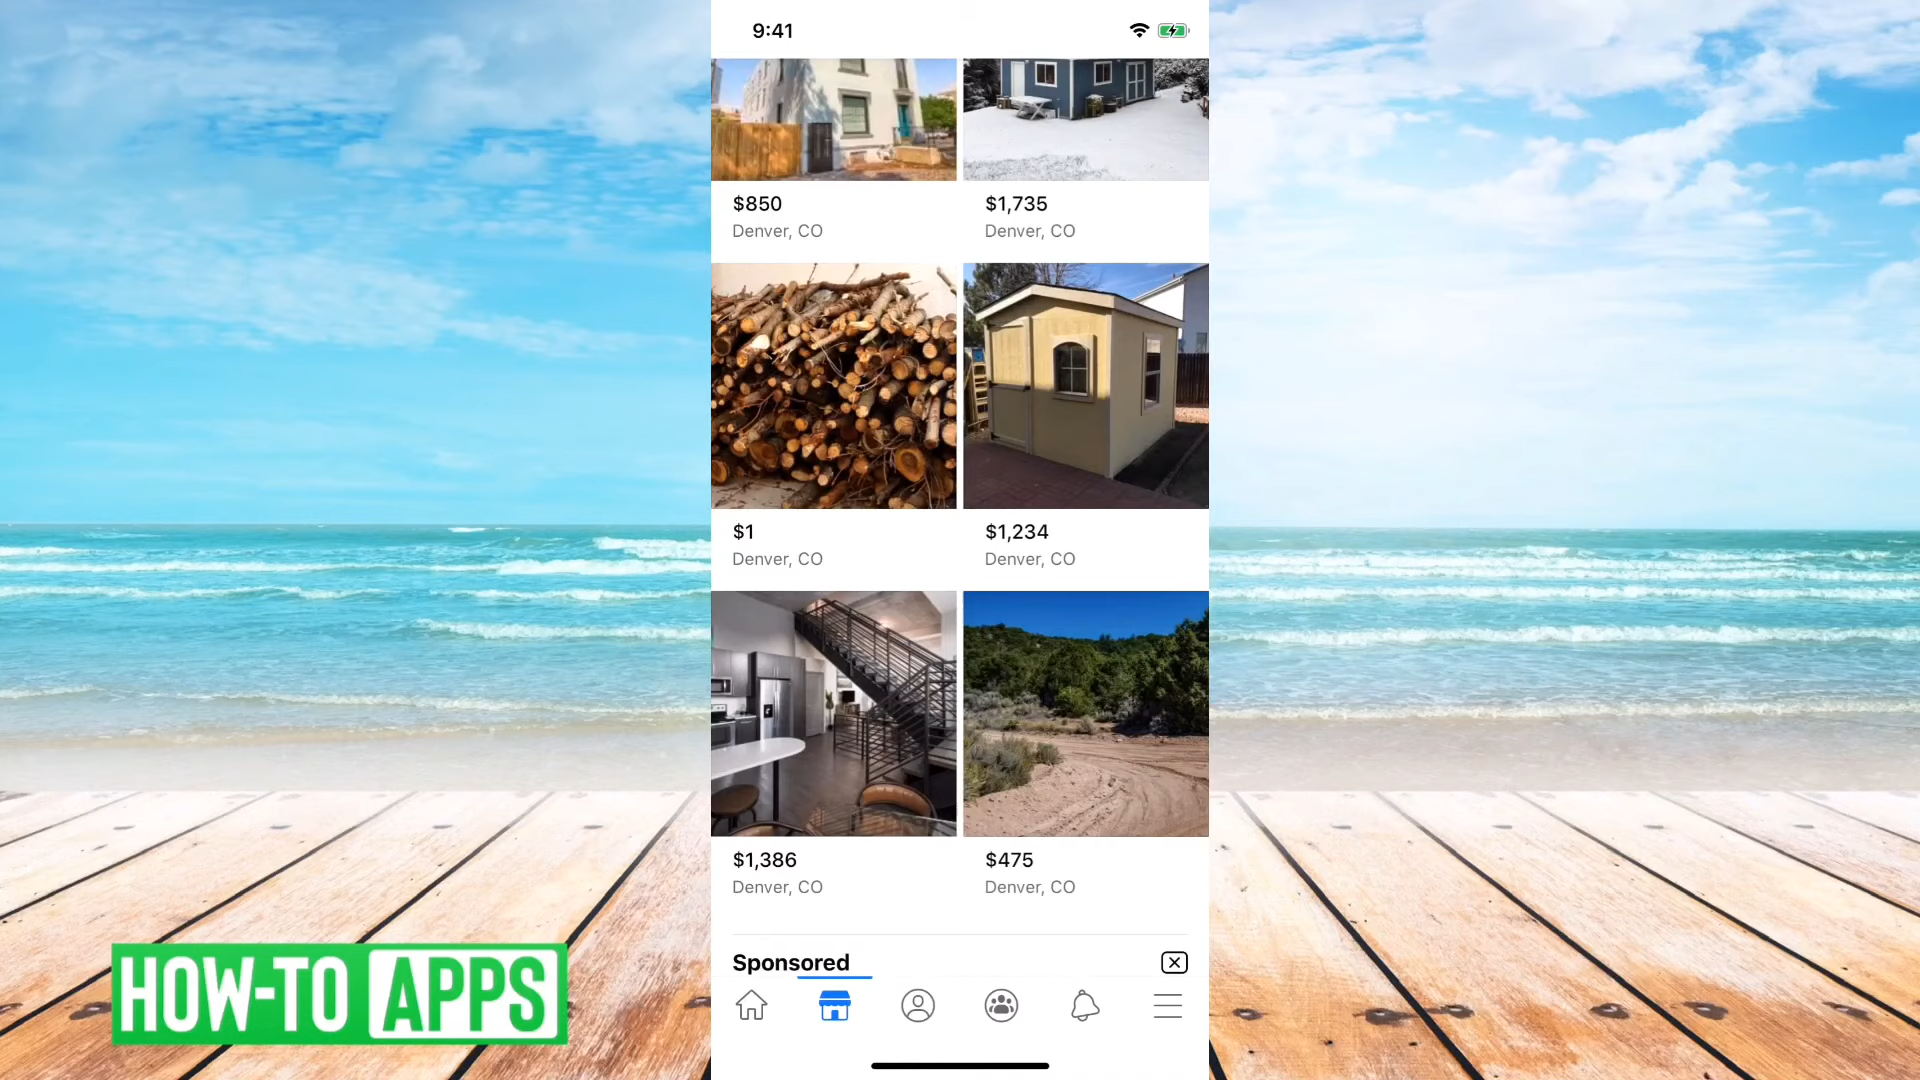 9:41
$850
Denver, CO
$1,735
Denver, CO
$1
Denver, CO
$1,234
Denver, CO
$1,386
Denver, CO
$475
Denver, CO
Sponsored
HOW-TO APPS